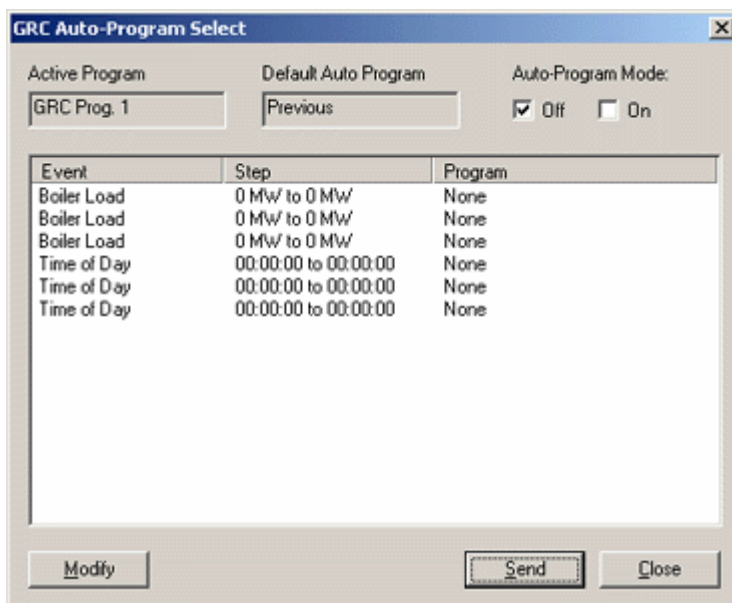 GRC Auto-Program Select
Active Program Default Auto Program Auto-Program Mode:
GRC Prog. 1 Previous Off On
Event Step Program
Boiler Load 0 MW to 0 MW None
Boiler Load 0 MW to 0 MW None
Boiler Load 0 MW to 0 MW None
Time of Day 00:00:00 to 00:00:00 None
Time of Day 00:00:00 to 00:00:00 None
Time of Day 00:00:00 to 00:00:00 None
Modify Send Close